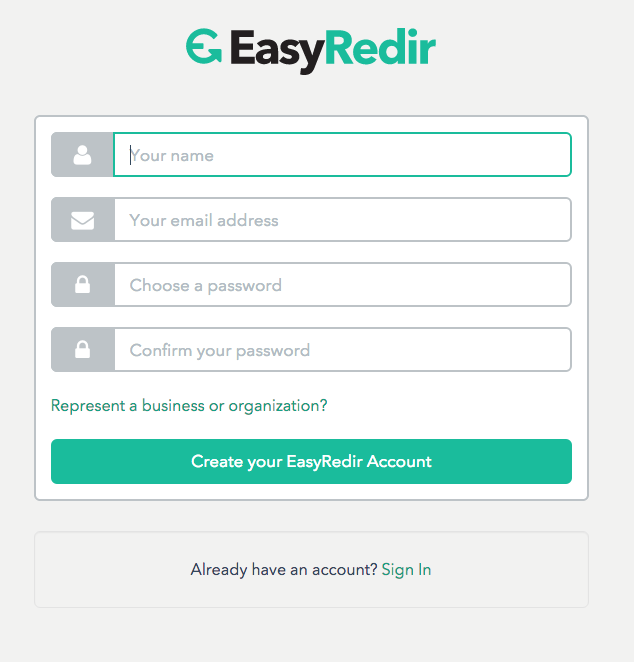 EasyRedir
Your name
Your email address
Choose a password
Confirm your password
Represent a business or organization?
Create your EasyRedir Account
Already have an account? Sign In